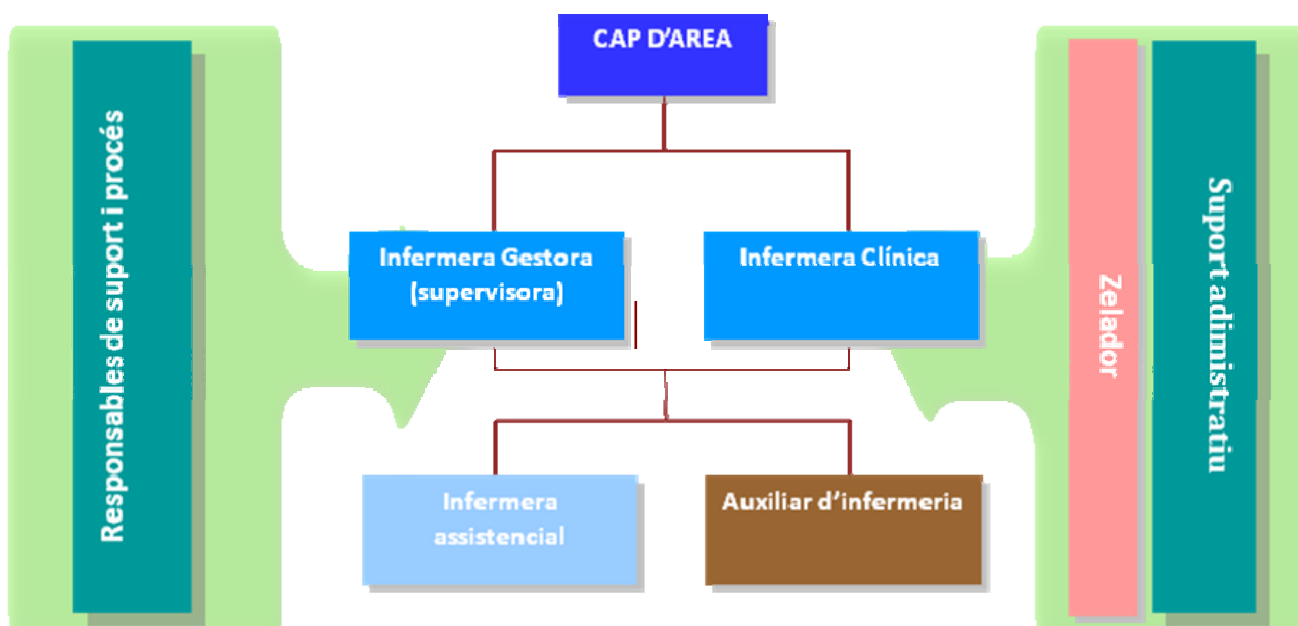 CAP D'AREA
Responsables de suport i procés
Infermera Gestora
(supervisora)
Infermera Clínica
Zelador
Suport adimistratiu
Infermera
assistencial
Auxiliar d'infermeria